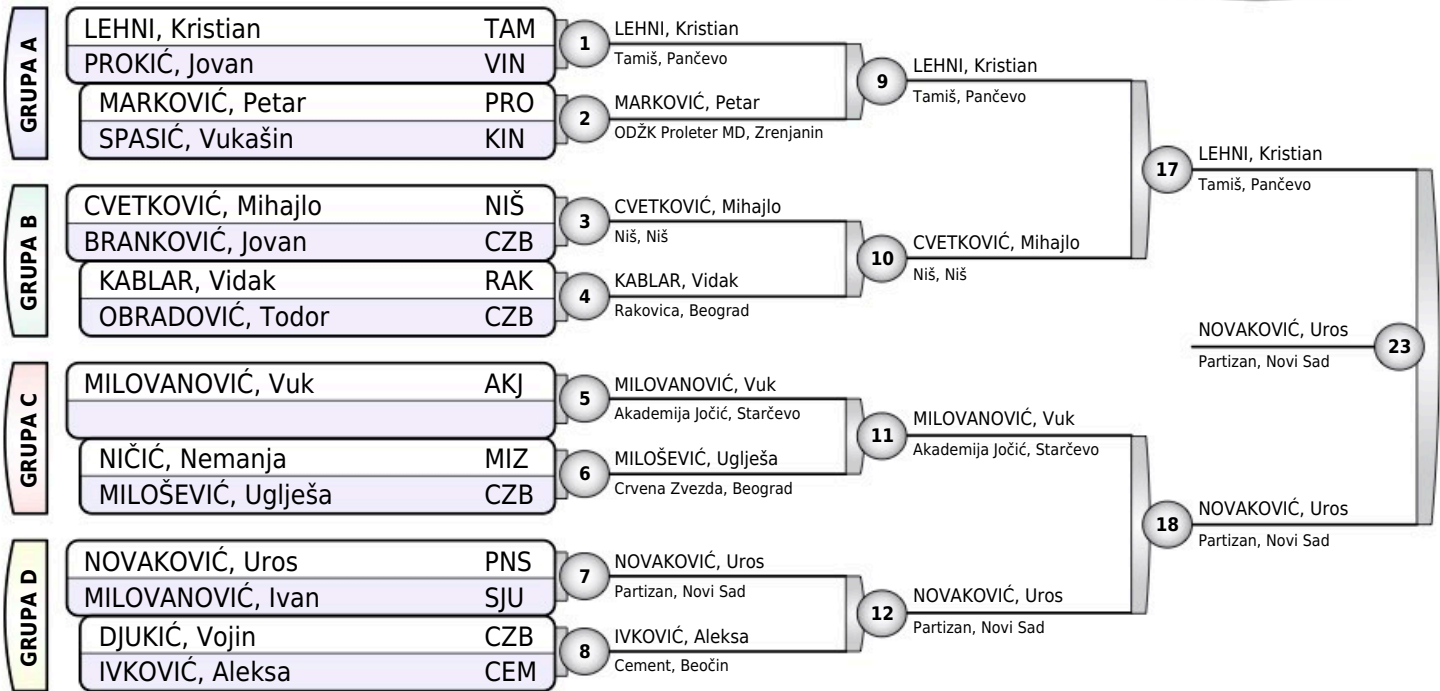 GRUPA A
LEHNI, Kristian TAM
PROKIĆ, Jovan VIN
MARKOVIĆ, Petar PRO
SPASIĆ, Vukašin KIN
GRUPA B
CVETKOVIĆ, Mihajlo NIŠ
BRANKOVIĆ, Jovan CZB
KABLAR, Vidak RAK
OBRADOVIĆ, Todor CZB
GRUPA C
MILOVANOVIĆ, Vuk AKJ
NIČIĆ, Nemanja MIZ
MILOŠEVIĆ, Uglješa CZB
GRUPA D
NOVAKOVIĆ, Uros PNS
MILOVANOVIĆ, Ivan SJU
DJUKIĆ, Vojin CZB
IVKOVIĆ, Aleksa CEM
1
LEHNI, Kristian
Tamiš, Pančevo
2
MARKOVIĆ, Petar
ODŽK Proleter MD, Zrenjanin
3
CVETKOVIĆ, Mihajlo
Niš, Niš
4
KABLAR, Vidak
Rakovica, Beograd
5
MILOVANOVIĆ, Vuk
Akademija Jočić, Starčevo
6
MILOŠEVIĆ, Uglješa
Crvena Zvezda, Beograd
7
NOVAKOVIĆ, Uros
Partizan, Novi Sad
8
IVKOVIĆ, Aleksa
Cement, Beočin
9
LEHNI, Kristian
Tamiš, Pančevo
10
CVETKOVIĆ, Mihajlo
Niš, Niš
11
MILOVANOVIĆ, Vuk
Akademija Jočić, Starčevo
12
NOVAKOVIĆ, Uros
Partizan, Novi Sad
17
LEHNI, Kristian
Tamiš, Pančevo
18
NOVAKOVIĆ, Uros
Partizan, Novi Sad
NOVAKOVIĆ, Uros
Partizan, Novi Sad
23